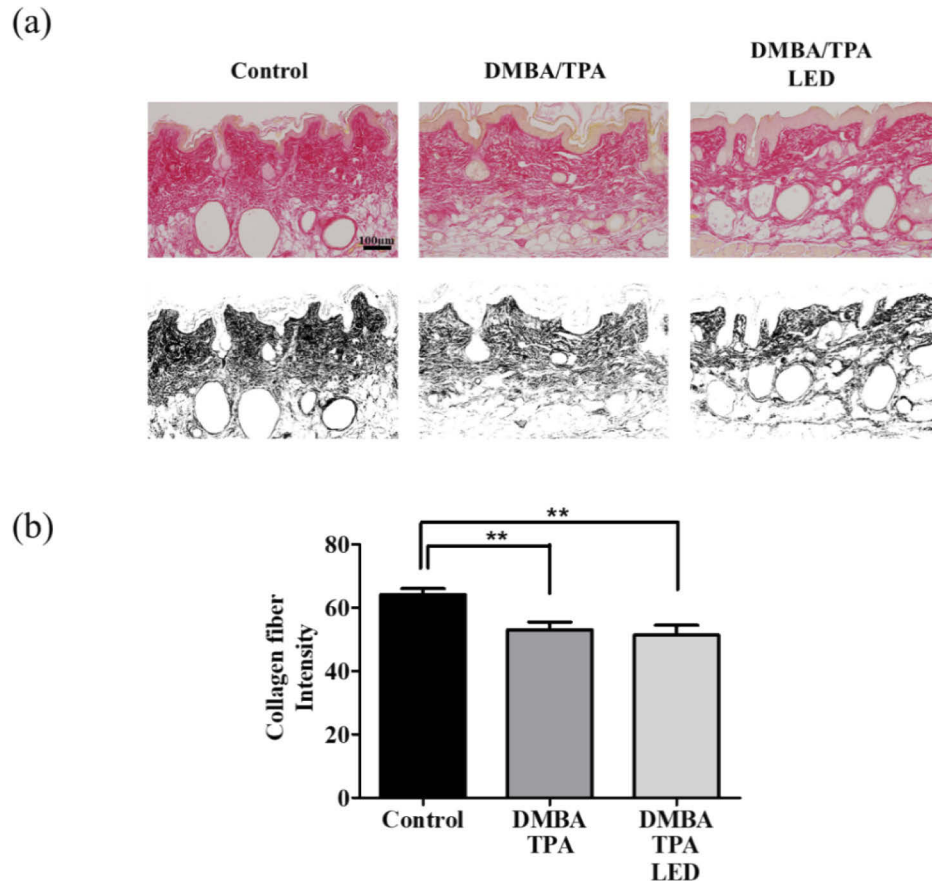 (a)
Control
DMBA/TPA
DMBA/TPA
LED
100μm
(b)
**
**
80
60
40
20
0
Collagen fiber
Intensity
Control
DMBA
TPA
DMBA
TPA
LED